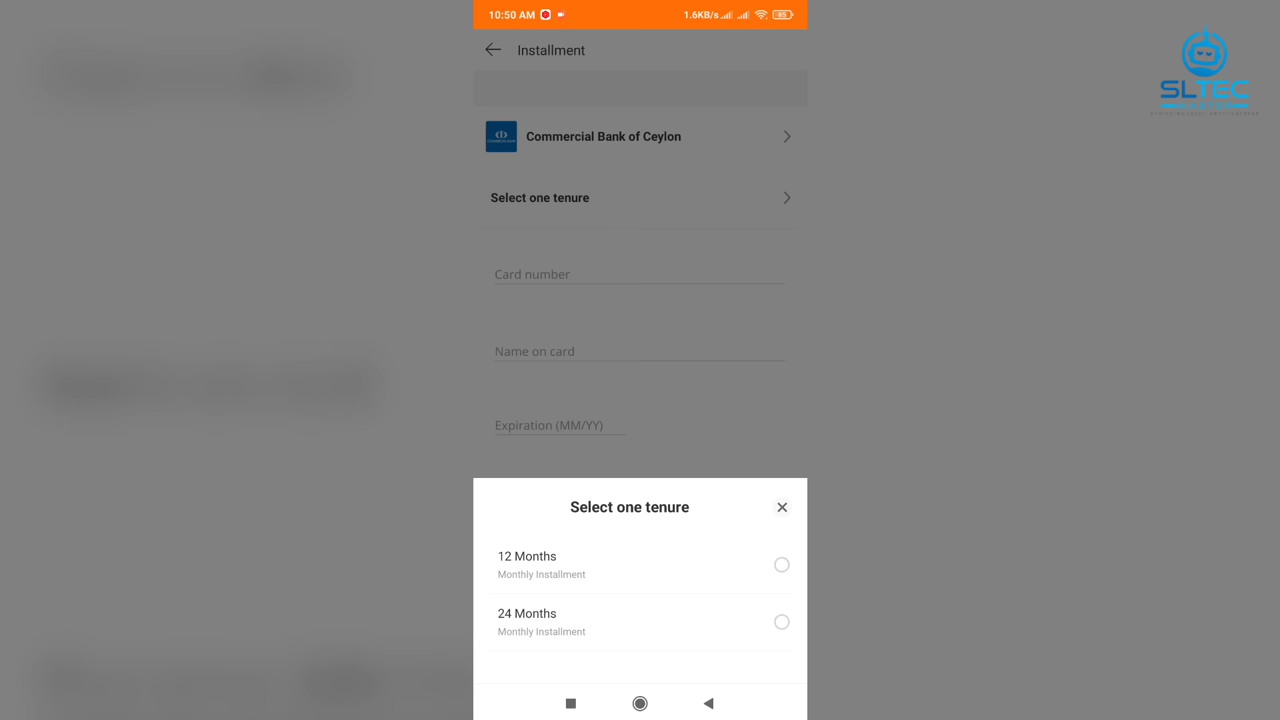 10:50 AM
1.6KB/s
85
Installment
SLTEC
Commercial Bank of Ceylon
Select one tenure
Card number
Name on card
Expiration (MM/YY)
Select one tenure
12 Months
Monthly Installment
24 Months
Monthly Installment